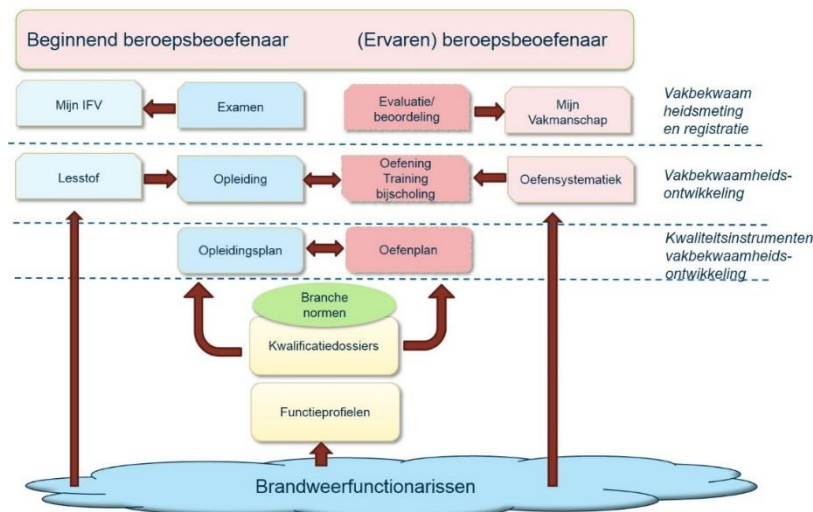 Beginnend beroepsbeoefenaar
(Ervaren) beroepsbeoefenaar
Mijn IFV
Examen
Evaluatie/
beoordeling
Mijn
Vakmanschap
Vakbekwaam
heidsmeting
en registratie
Lesstof
Opleiding
Oefening
Training
bijscholing
Oefensystematiek
Vakbekwaamheids-
ontwikkeling
Opleidingsplan
Oefenplan
Kwaliteitsinstrumenten
vakbekwaamheids-
ontwikkeling
Branche
normen
Kwalificatiedossiers
Functieprofielen
Brandweerfunctionarissen